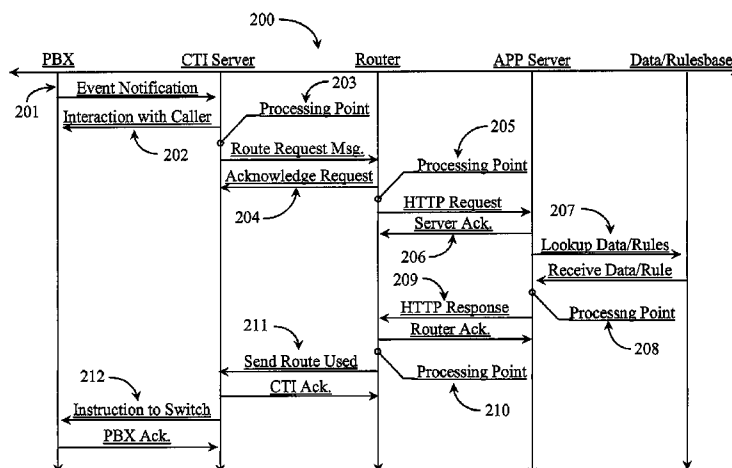 200
PBX CTI Server Router APP Server Data/Rulesbase
201
Event Notification
203
Processing Point
Interaction with Caller
202
205
Route Request Msg.
Processing Point
Acknowledge Request
204
HTTP Request
207
Server Ack.
206
Lookup Data/Rules
209
Receive Data/Rule
HTTP Response
Processng Point
211
Router Ack.
208
Send Route Used
Processing Point
212
CTI Ack.
210
Instruction to Switch
PBX Ack.